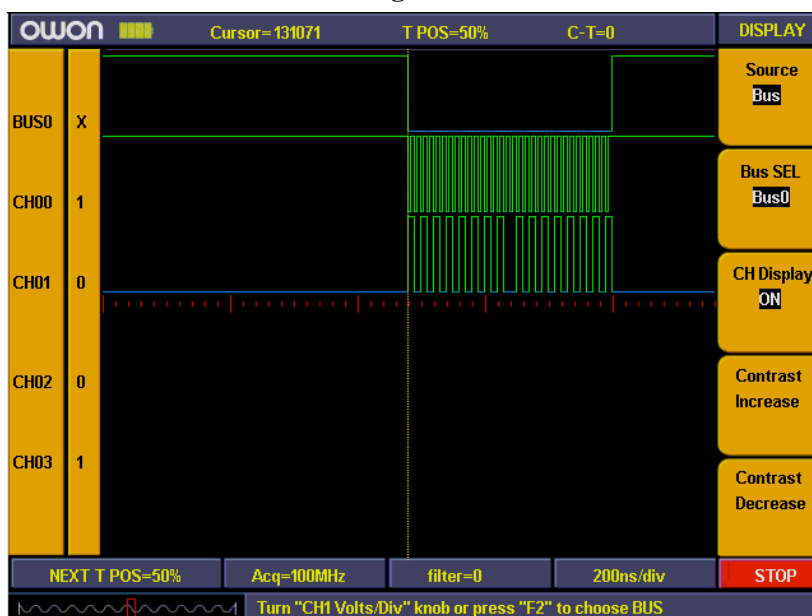 owon Cursor=131071 T POS=50% C-T=0 DISPLAY
Source
Bus
BUS0 X
Bus SEL
Bus0
CH00 1
CH Display
ON
CH01 0
CH02 0
Contrast
Increase
CH03 1
Contrast
Decrease
NEXT T POS=50% Acq=100MHz filter=0 200ns/div STOP
Turn "CH1 Volts/Div" knob or press "F2" to choose BUS